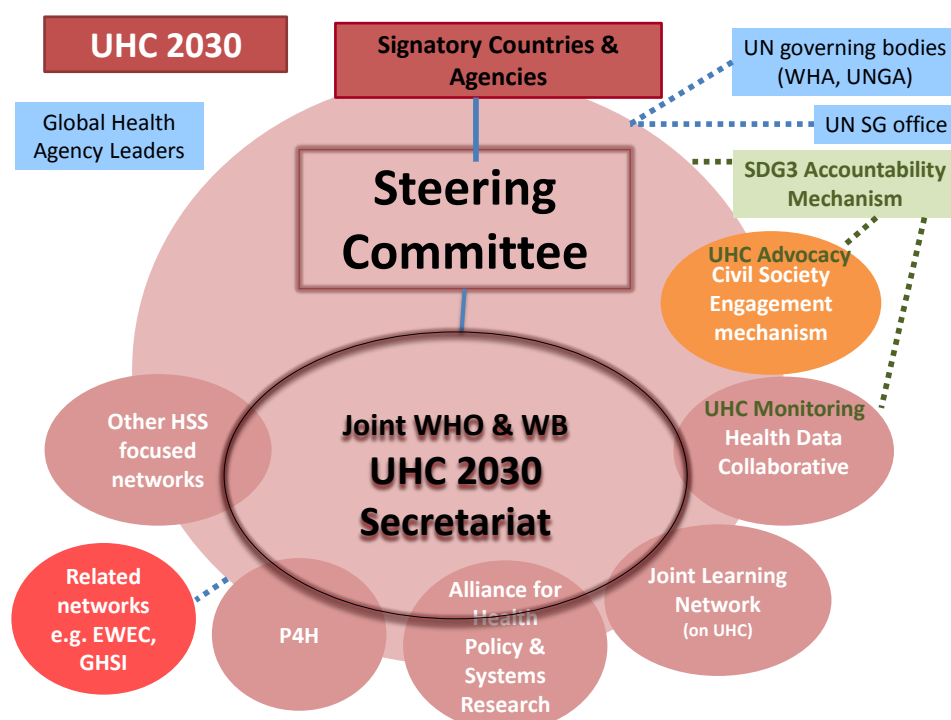 UHC 2030
Signatory Countries &
Agencies
UN governing bodies
(WHA, UNGA)
Global Health
Agency Leaders
UN SG office
Steering
Committee
SDG3 Accountability
Mechanism
UHC Advocacy
Civil Society
Engagement
mechanism
Other HSS
focused
networks
Joint WHO & WB
UHC 2030
Secretariat
UHC Monitoring
Health Data
Collaborative
Related
networks
e.g. EWEC,
GHSI
P4H
Alliance for
Health
Policy &
Systems
Research
Joint Learning
Network
(on UHC)